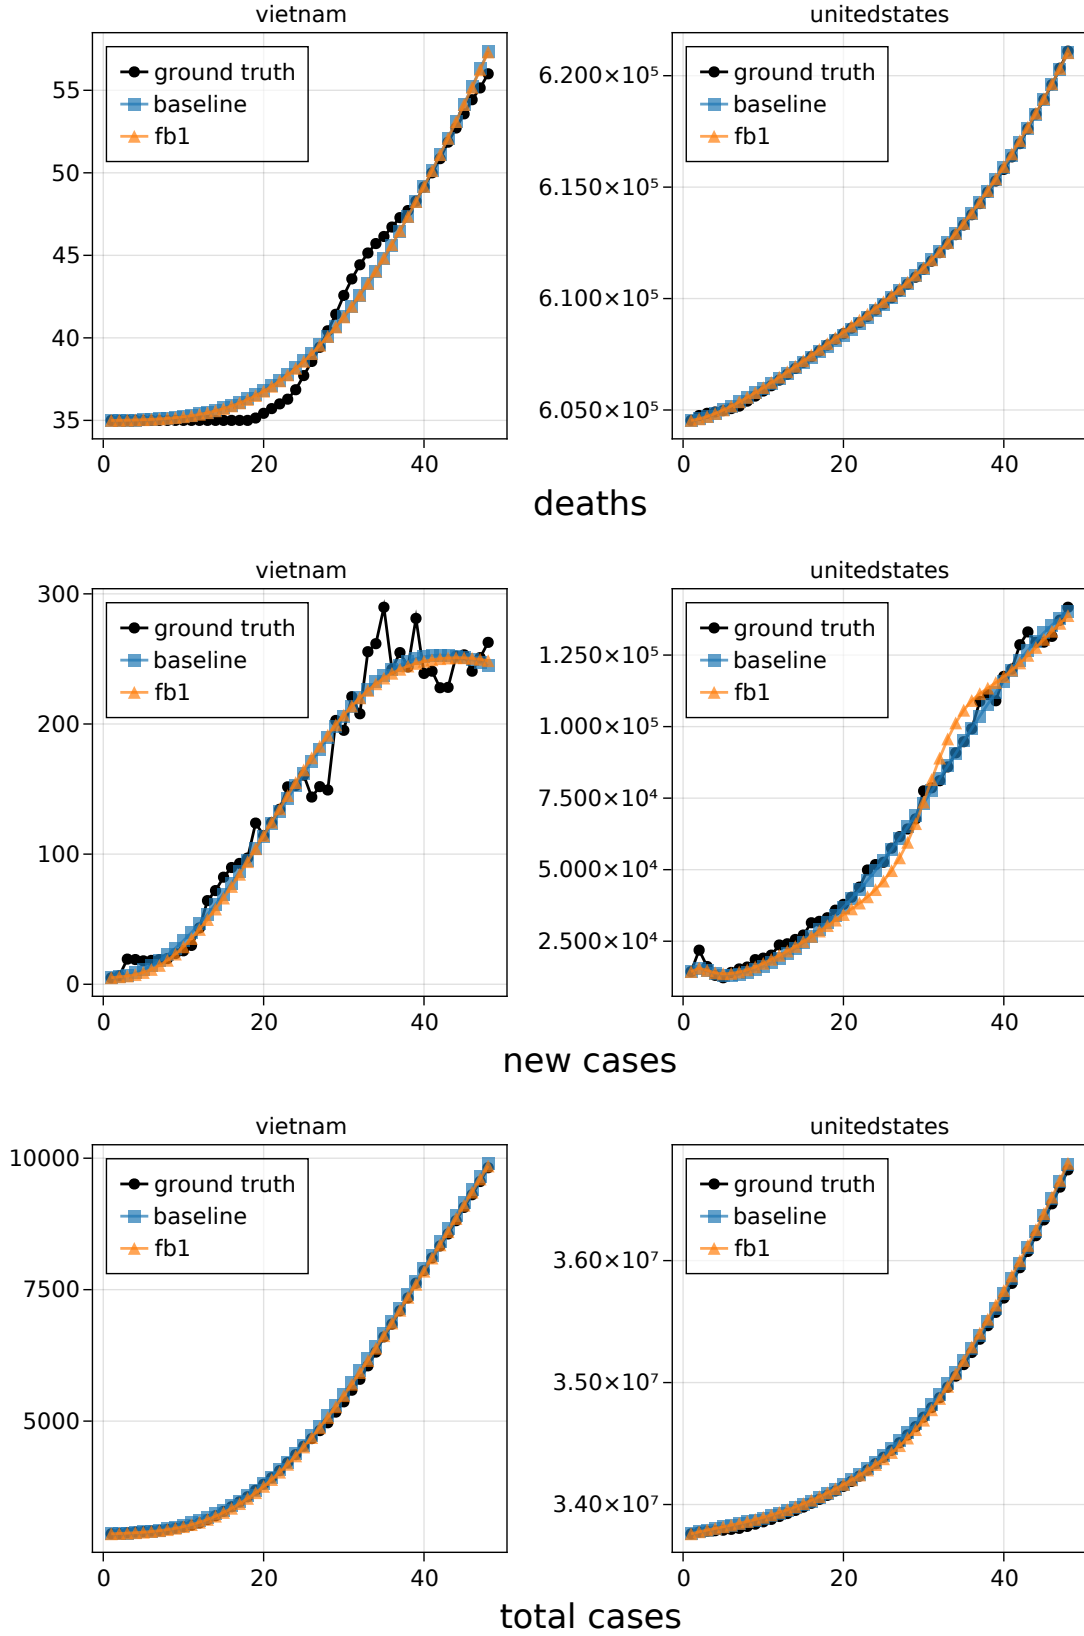 vietnam
ground truth
baseline
fb1
55
50
45
40
35
0 20 40
unitedstates
ground truth
baseline
fb1
6.200×10⁵
6.150×10⁵
6.100×10⁵
6.050×10⁵
0 20 40
deaths
vietnam
ground truth
baseline
fb1
300
200
100
0
0 20 40
unitedstates
ground truth
baseline
fb1
1.250×10⁵
1.000×10⁵
7.500×10⁴
5.000×10⁴
2.500×10⁴
0 20 40
new cases
vietnam
ground truth
baseline
fb1
10000
7500
5000
0 20 40
unitedstates
ground truth
baseline
fb1
3.60×10⁷
3.50×10⁷
3.40×10⁷
0 20 40
total cases